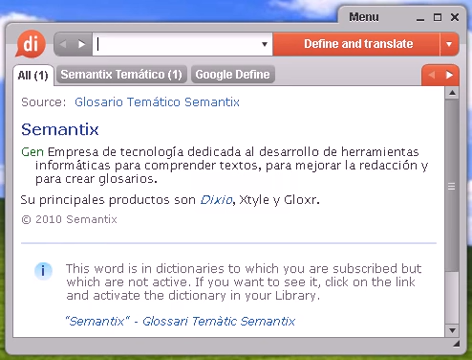 Menu
di
Define and translate
All (1)
Semantix Temático (1)
Google Define
Source: Glosario Temático Semantix
Semantix
Gen Empresa de tecnología dedicada al desarrollo de herramientas
informáticas para comprender textos, para mejorar la redacción y
para crear glosarios.
Su principales productos son Dixio, Xtyle y Gloxr.
© 2010 Semantix
i
This word is in dictionaries to which you are subscribed but
which are not active. If you want to see it, click on the link
and activate the dictionary in your Library.
"Semantix" - Glossari Temàtic Semantix